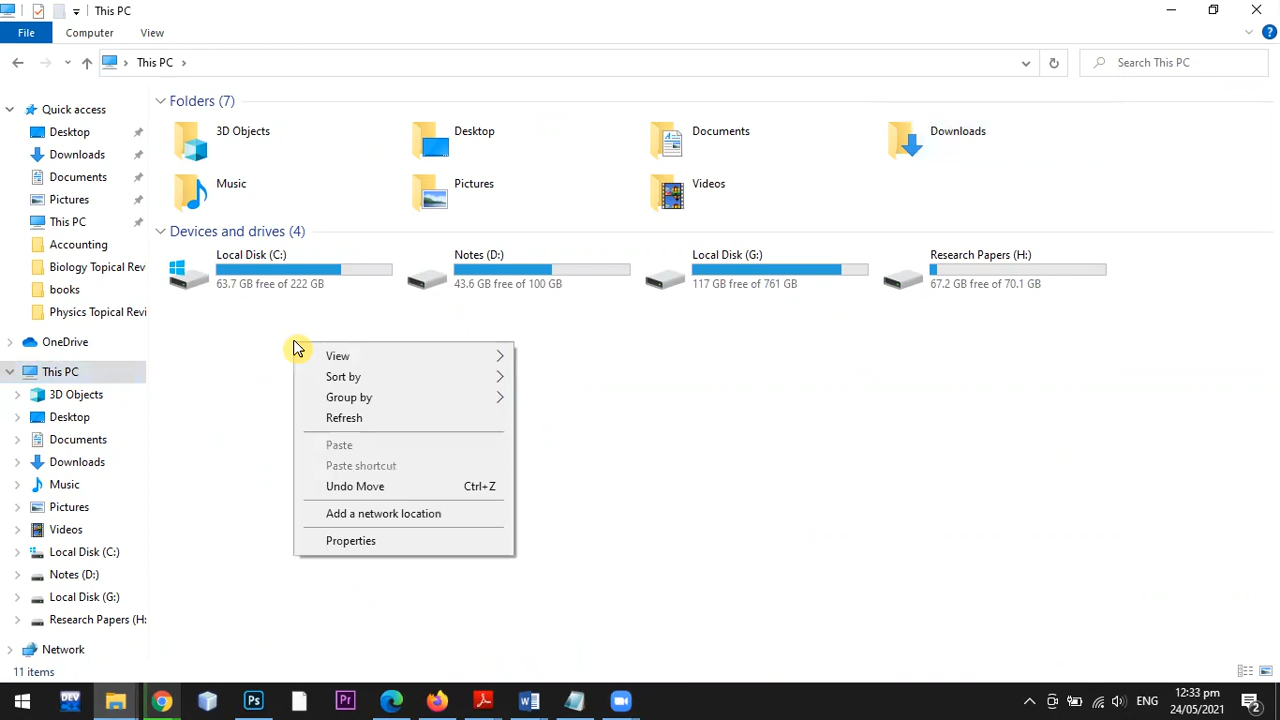 This PC
File Computer View
This PC
Search This PC
Quick access
Desktop
Downloads
Documents
Pictures
This PC
Accounting
Biology Topical Rev
books
Physics Topical Revi
OneDrive
This PC
3D Objects
Desktop
Documents
Downloads
Music
Pictures
Videos
Local Disk (C:)
Notes (D:)
Local Disk (G:)
Research Papers (H:
Network
Folders (7)
3D Objects
Desktop
Documents
Downloads
Music
Pictures
Videos
Devices and drives (4)
Local Disk (C:)
63.7 GB free of 222 GB
Notes (D:)
43.6 GB free of 100 GB
Local Disk (G:)
117 GB free of 761 GB
Research Papers (H:)
67.2 GB free of 70.1 GB
View
Sort by
Group by
Refresh
Paste
Paste shortcut
Undo Move Ctrl+Z
Add a network location
Properties
11 items
DEV
Ps
Pr
W
ENG
12:33 pm
24/05/2021
2